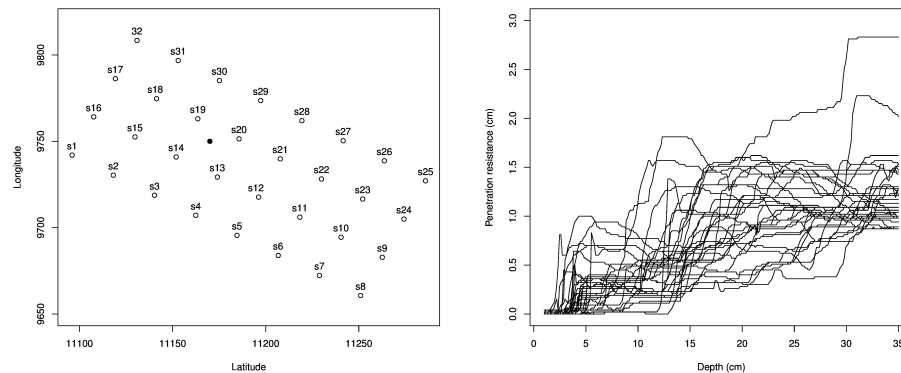 32
s31
s17
s30
s18
s29
s16
s19
s28
s15
s20
s27
s1
s14
s21
s26
s2
s13
s22
s25
s3
s12
s23
s4
s11
s24
s5
s10
s6
s9
s7
s8
9800
9750
9700
9650
Longitude
11100 11150 11200 11250
Latitude
3.0
2.5
2.0
1.5
1.0
0.5
0.0
Penetration resistance (cm)
0 5 10 15 20 25 30 35
Depth (cm)